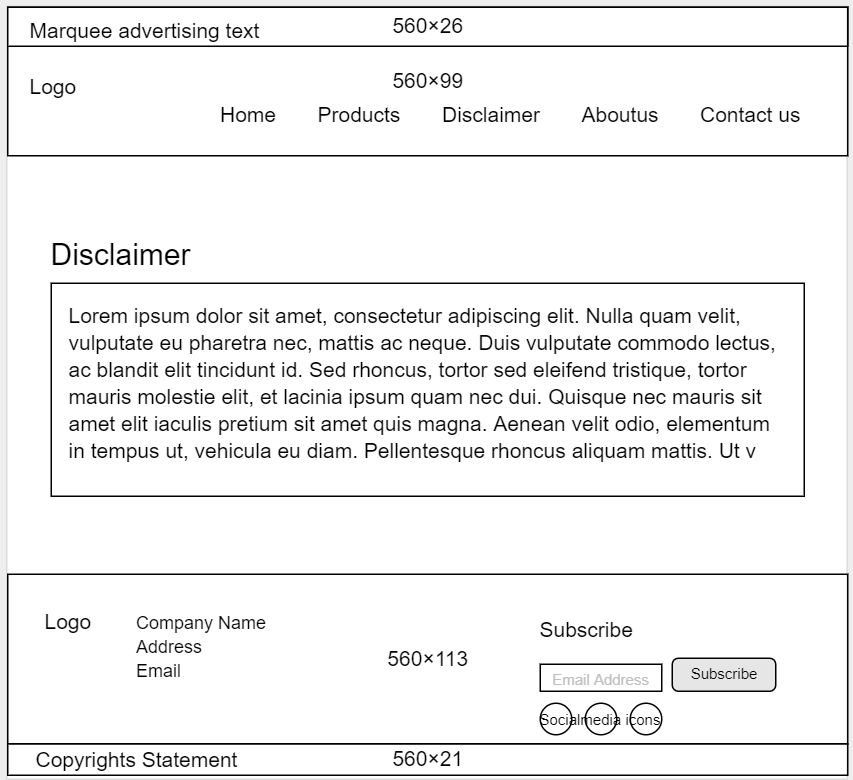 Marquee advertising text 560×26
Logo 560×99
Home Products Disclaimer Aboutus Contact us
Disclaimer
Lorem ipsum dolor sit amet, consectetur adipiscing elit. Nulla quam velit,
vulputate eu pharetra nec, mattis ac neque. Duis vulputate commodo lectus,
ac blandit elit tincidunt id. Sed rhoncus, tortor sed eleifend tristique, tortor
mauris molestie elit, et lacinia ipsum quam nec dui. Quisque nec mauris sit
amet elit iaculis pretium sit amet quis magna. Aenean velit odio, elementum
in tempus ut, vehicula eu diam. Pellentesque rhoncus aliquam mattis. Ut v
Logo
Company Name
Address
Email
560×113
Subscribe
Email Address Subscribe
Socialmedia icons
Copyrights Statement 560×21